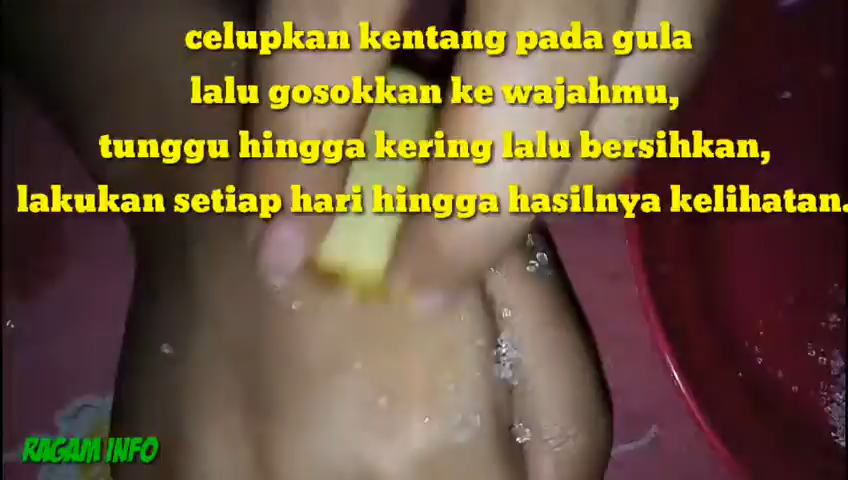 celupkan kentang pada gula
lalu gosokkan ke wajahmu,
tunggu hingga kering lalu bersihkan,
lakukan setiap hari hingga hasilnya kelihatan.
RAGAM INFO